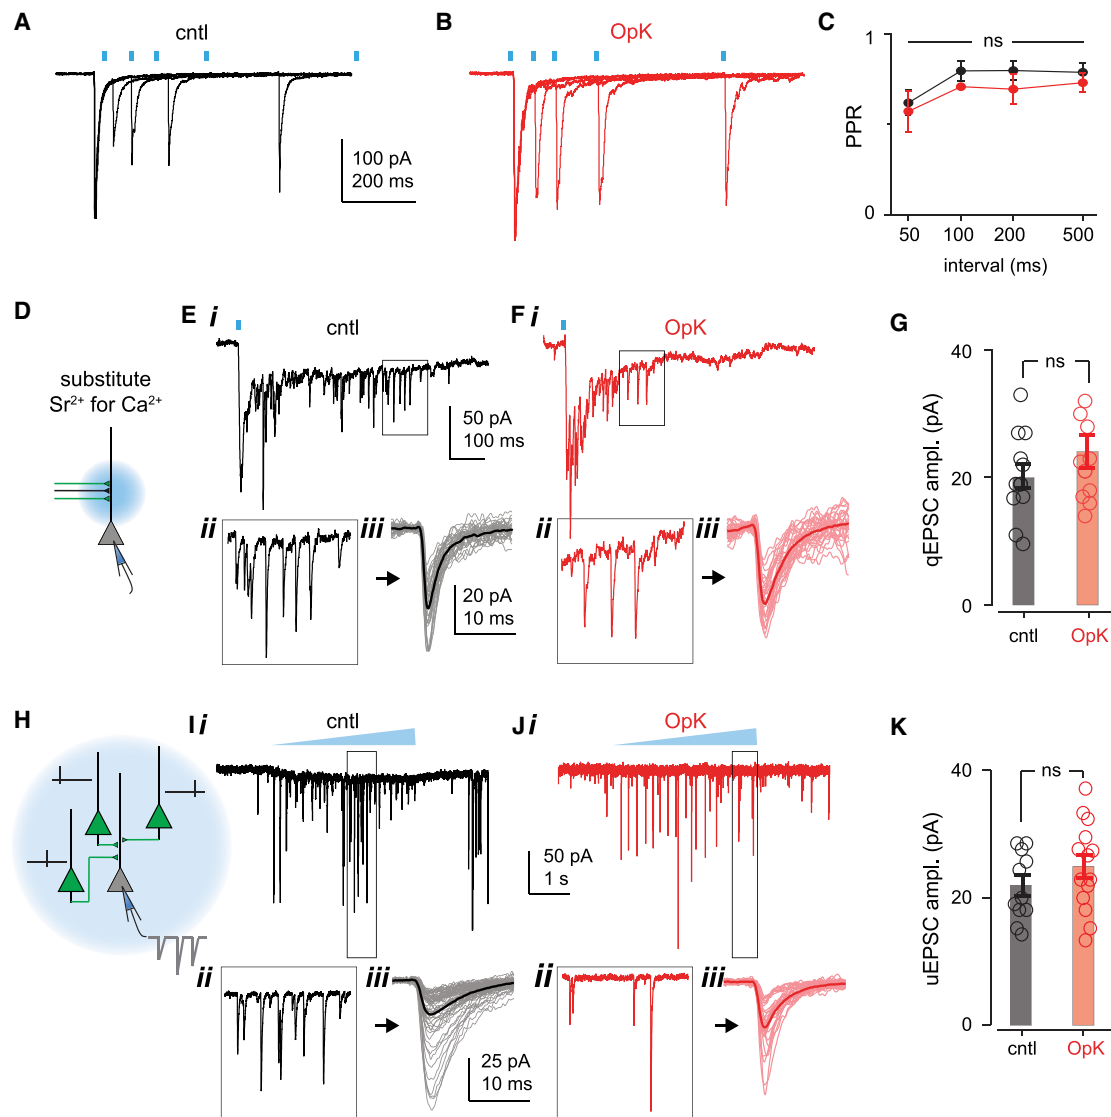 A
cntl
100 pA
200 ms
B
OpK
C
1
PPR
0
ns
50 100 200 500
interval (ms)
D
substitute
Sr²⁺ for Ca²⁺
E i
cntl
50 pA
100 ms
ii
iii
20 pA
10 ms
F i
OpK
ii
iii
G
40
20
0
qEPSC ampl. (pA)
ns
cntl OpK
H
I i
cntl
ii
iii
25 pA
10 ms
J i
OpK
50 pA
1 s
ii
iii
K
40
20
0
uEPSC ampl. (pA)
ns
cntl OpK